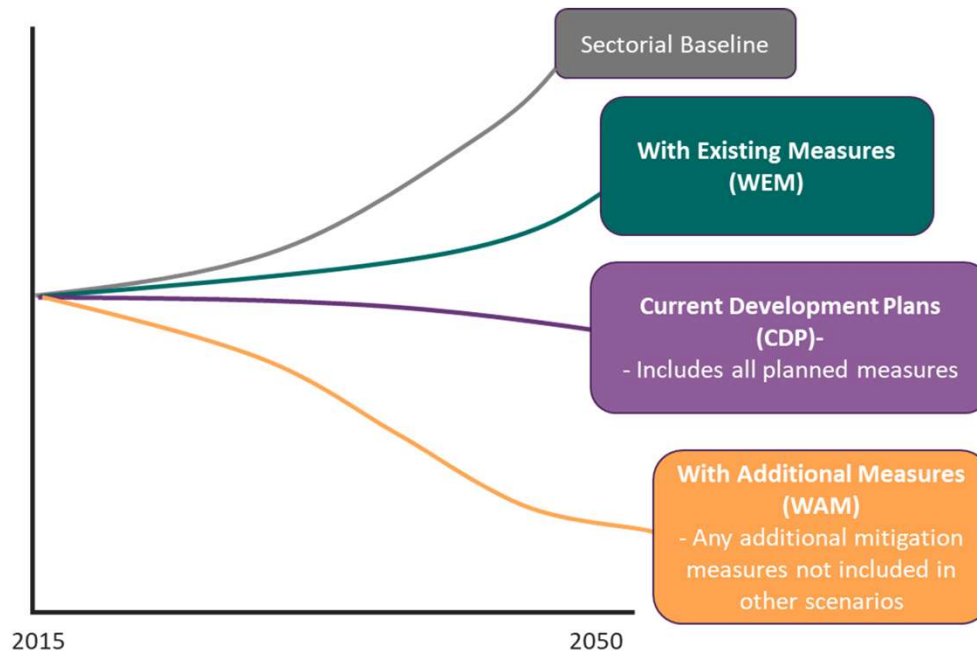 Sectorial Baseline
With Existing Measures
(WEM)
Current Development Plans
(CDP)-
- Includes all planned measures
With Additional Measures
(WAM)
- Any additional mitigation
measures not included in
other scenarios
2015
2050